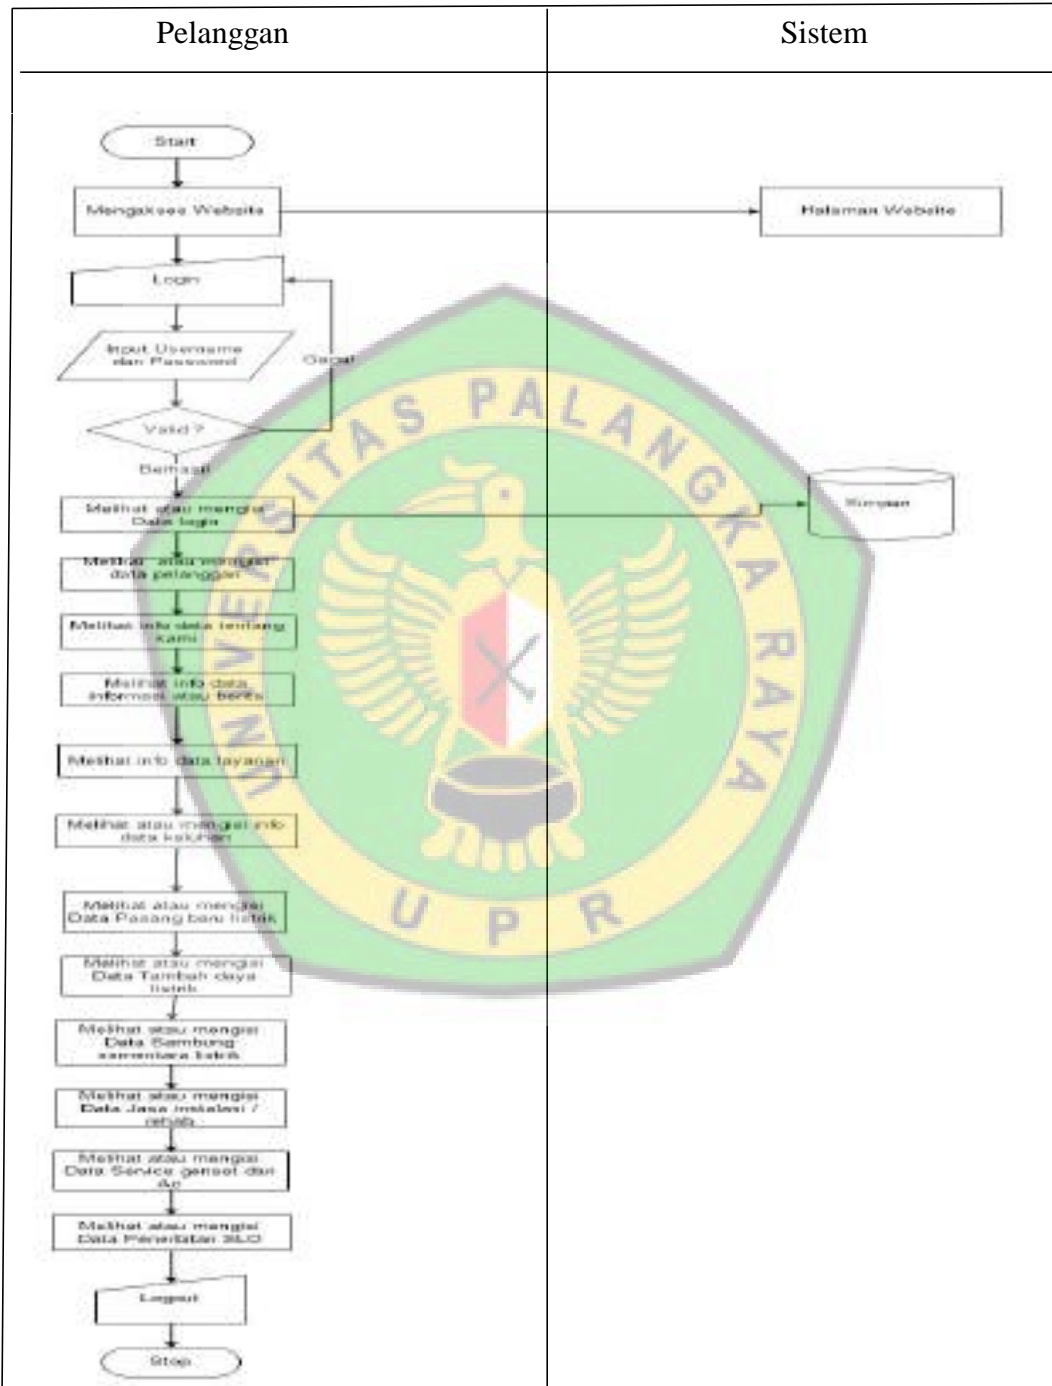 Pelanggan
Sistem
Start
Mengakses Website
Halaman Website
Login
Input Username
dan Password
Gagal
Valid ?
Berhasil
Melihat atau mengisi
Data login
Simpan
Melihat atau mengisi
data pelanggan
Melihat info data tentang
kami
Melihat info data
informasi atau berita
Melihat info data layanan
Melihat atau mengisi info
data keluhan
Melihat atau mengisi
Data Pasang baru listrik
Melihat atau mengisi
Data Tambah daya
listrik
Melihat atau mengisi
Data Sambung
sementara listrik
Melihat atau mengisi
Data Jasa instalasi /
rehab
Melihat atau mengisi
Data Service genset dan
Ac
Melihat atau mengisi
Data Penerbitan SLO
Logout
Stop
UNIVERSITAS PALANGKA RAYA
UPR